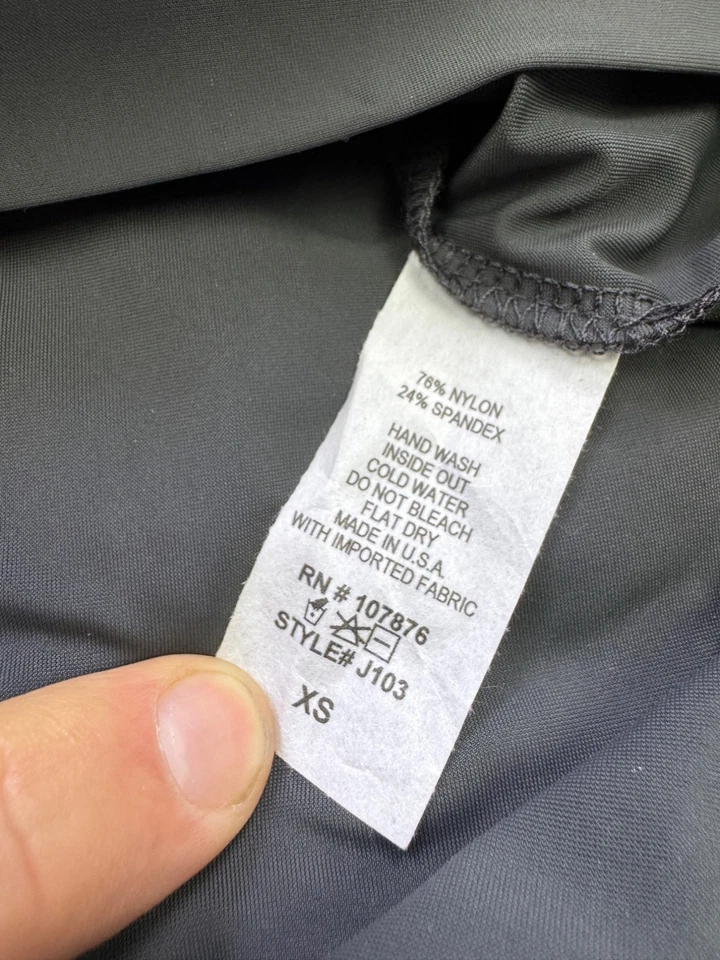 76% NYLON
24% SPANDEX
HAND WASH
INSIDE OUT
COLD WATER
DO NOT BLEACH
FLAT DRY
MADE IN U.S.A.
WITH IMPORTED FABRIC
RN # 107876
STYLE# J103
XS